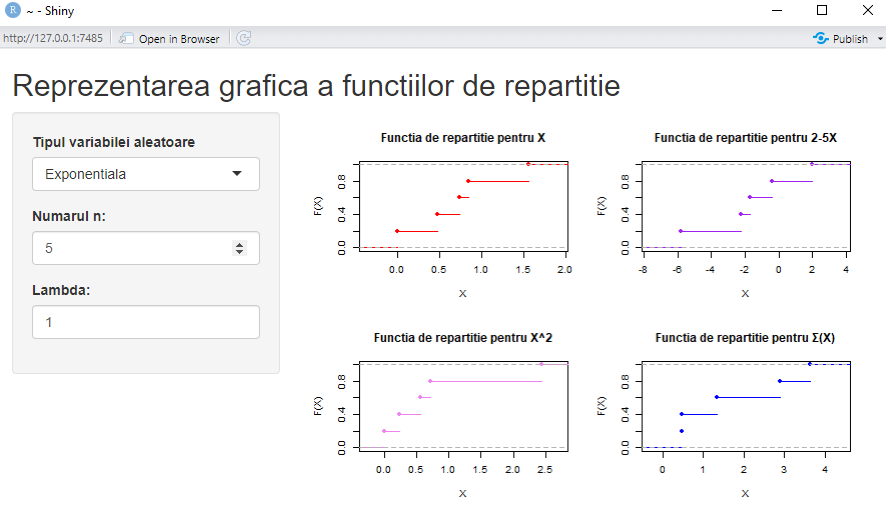 ~ - Shiny
http://127.0.0.1:7485 Open in Browser Publish
Reprezentarea grafica a functiilor de repartitie
Tipul variabilei aleatoare
Exponentiala
Numarul n:
5
Lambda:
1
Functia de repartitie pentru X
F(X)
0.0 0.4 0.8
0.0 0.5 1.0 1.5 2.0
X
Functia de repartitie pentru 2-5X
F(X)
0.0 0.4 0.8
-8 -6 -4 -2 0 2 4
X
Functia de repartitie pentru X^2
F(X)
0.0 0.4 0.8
0.0 0.5 1.0 1.5 2.0 2.5
X
Functia de repartitie pentru Σ(X)
F(X)
0.0 0.4 0.8
0 1 2 3 4
X